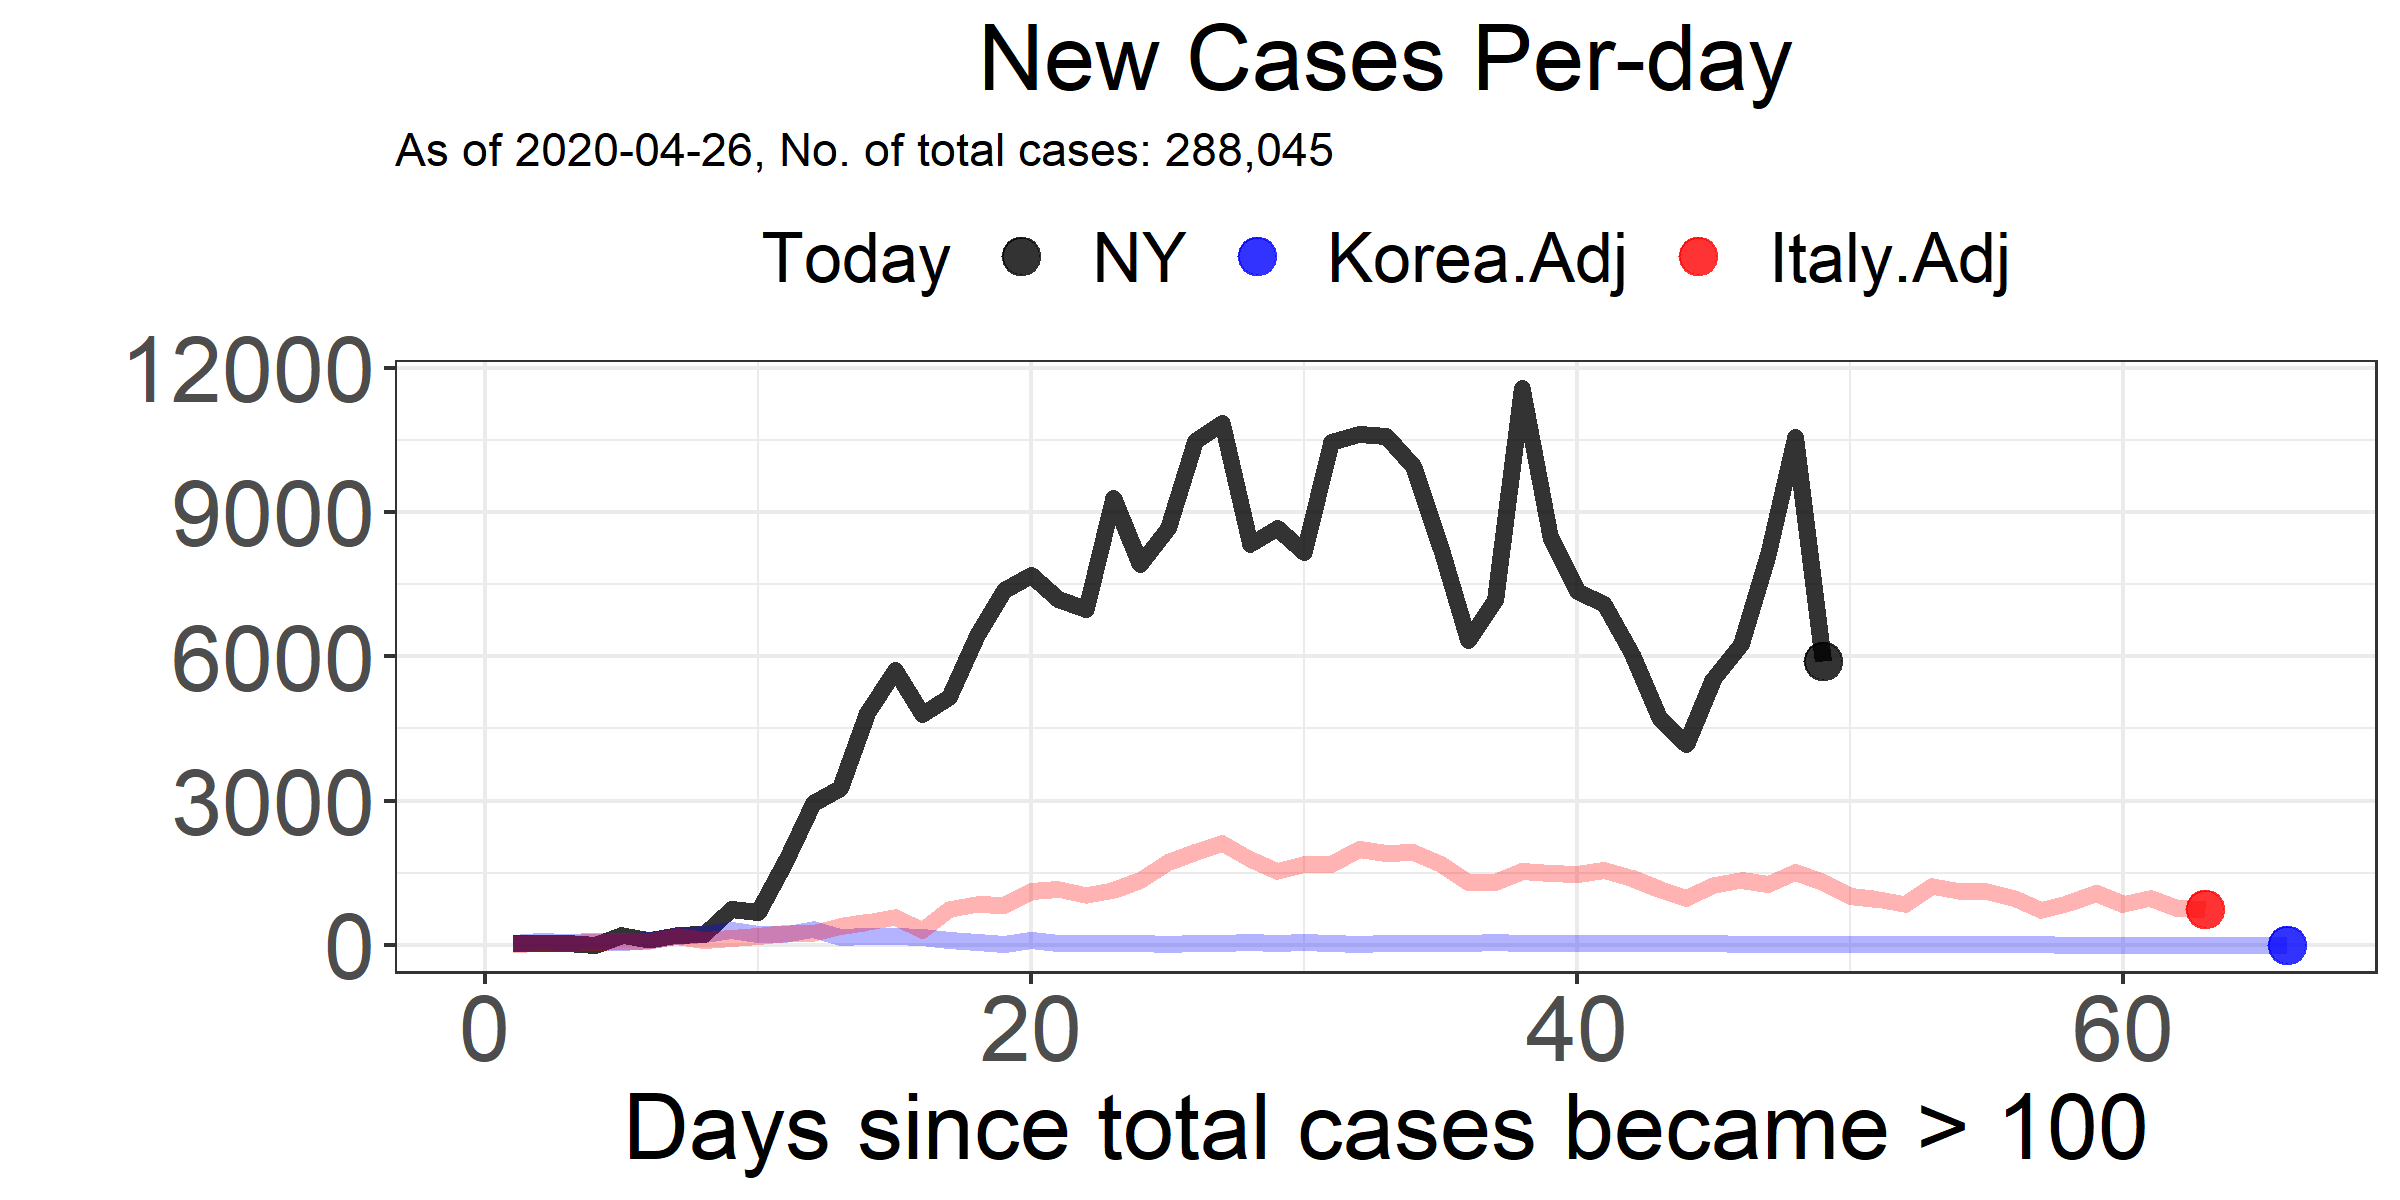 New Cases Per-day
As of 2020-04-26, No. of total cases: 288,045
Today NY Korea.Adj Italy.Adj
12000
9000
6000
3000
0
0 20 40 60
Days since total cases became > 100